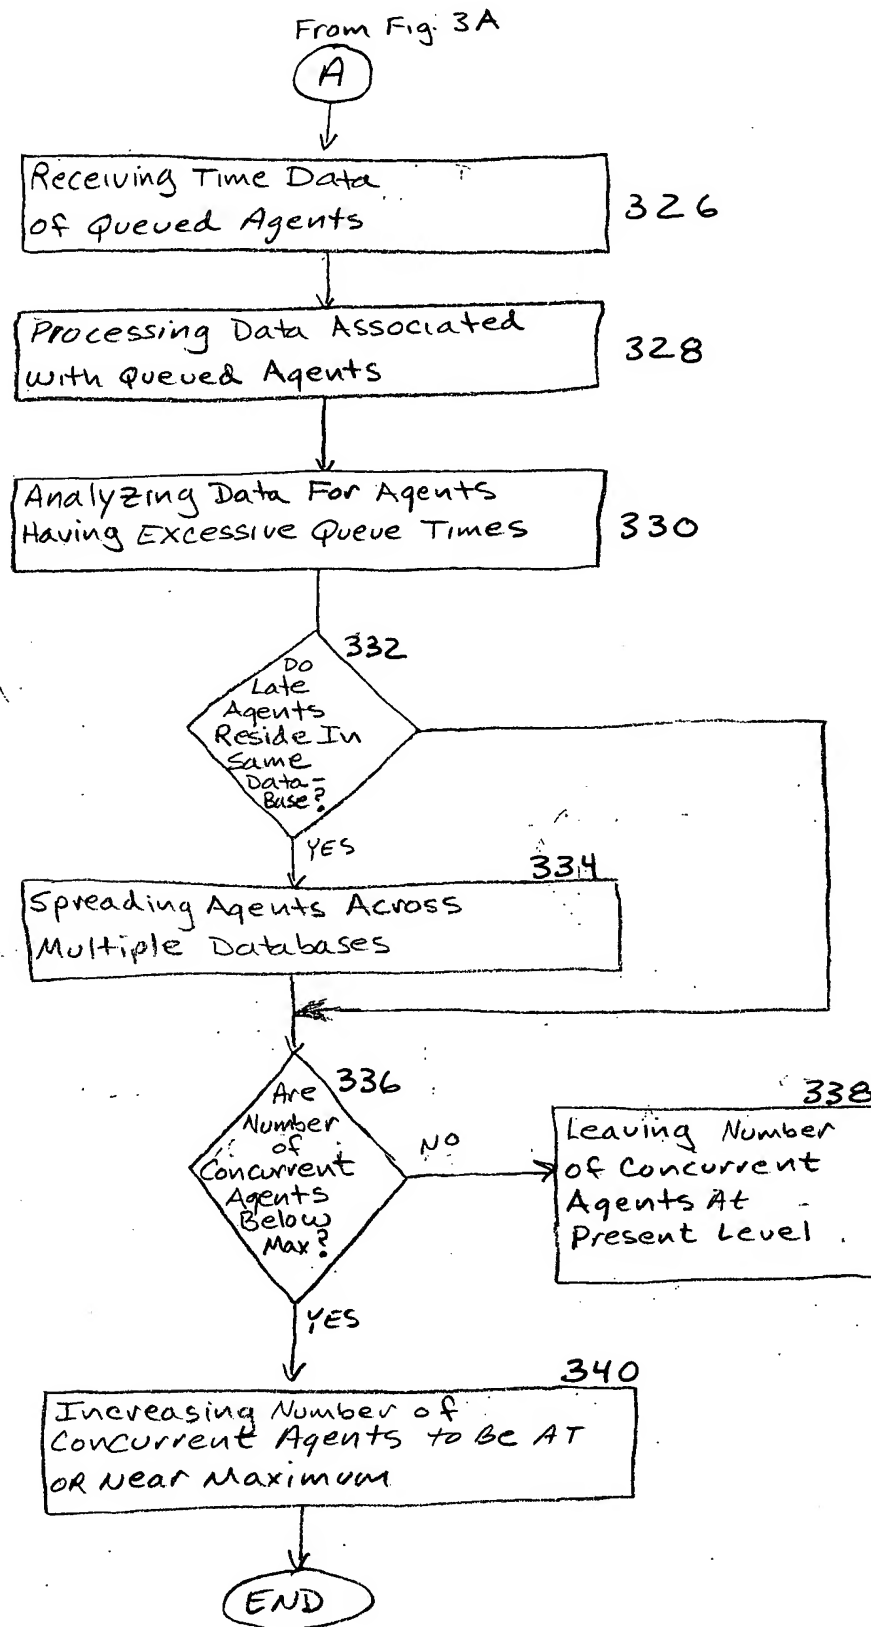 From Fig. 3A
A
Receiving Time Data
of Queued Agents
326
Processing Data Associated
with Queued Agents
328
Analyzing Data For Agents
Having Excessive Queue Times
330
332
Do
Late
Agents
Reside In
Same
Data-
Base?
YES
334
Spreading Agents Across
Multiple Databases
336
Are
Number
of
Concurrent
Agents
Below
Max?
NO
338
Leaving Number
of Concurrent
Agents At
Present Level
YES
340
Increasing Number of
Concurrent Agents to Be AT
OR Near Maximum
END